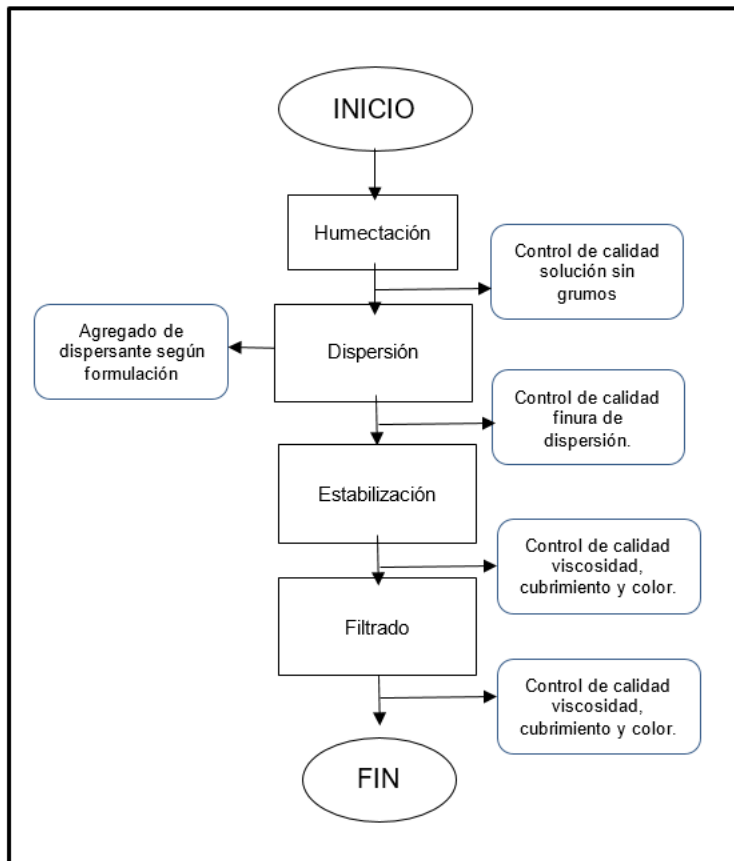 INICIO
Humectación
Control de calidad
solución sin
grumos
Agregado de
dispersante según
formulación
Dispersión
Control de calidad
finura de
dispersión.
Estabilización
Control de calidad
viscosidad,
cubrimiento y color.
Filtrado
Control de calidad
viscosidad,
cubrimiento y color.
FIN